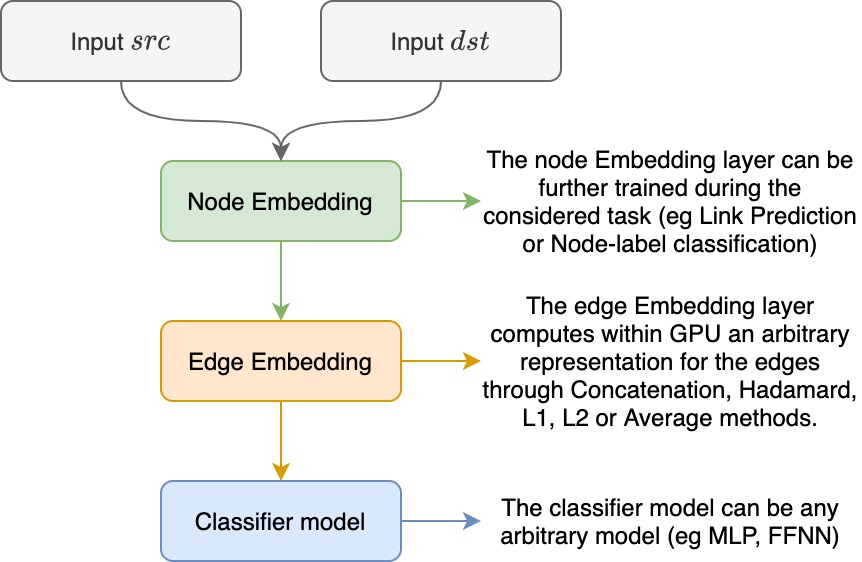 Input src
Input dst
Node Embedding
The node Embedding layer can be
further trained during the
considered task (eg Link Prediction
or Node-label classification)
Edge Embedding
The edge Embedding layer
computes within GPU an arbitrary
representation for the edges
through Concatenation, Hadamard,
L1, L2 or Average methods.
Classifier model
The classifier model can be any
arbitrary model (eg MLP, FFNN)